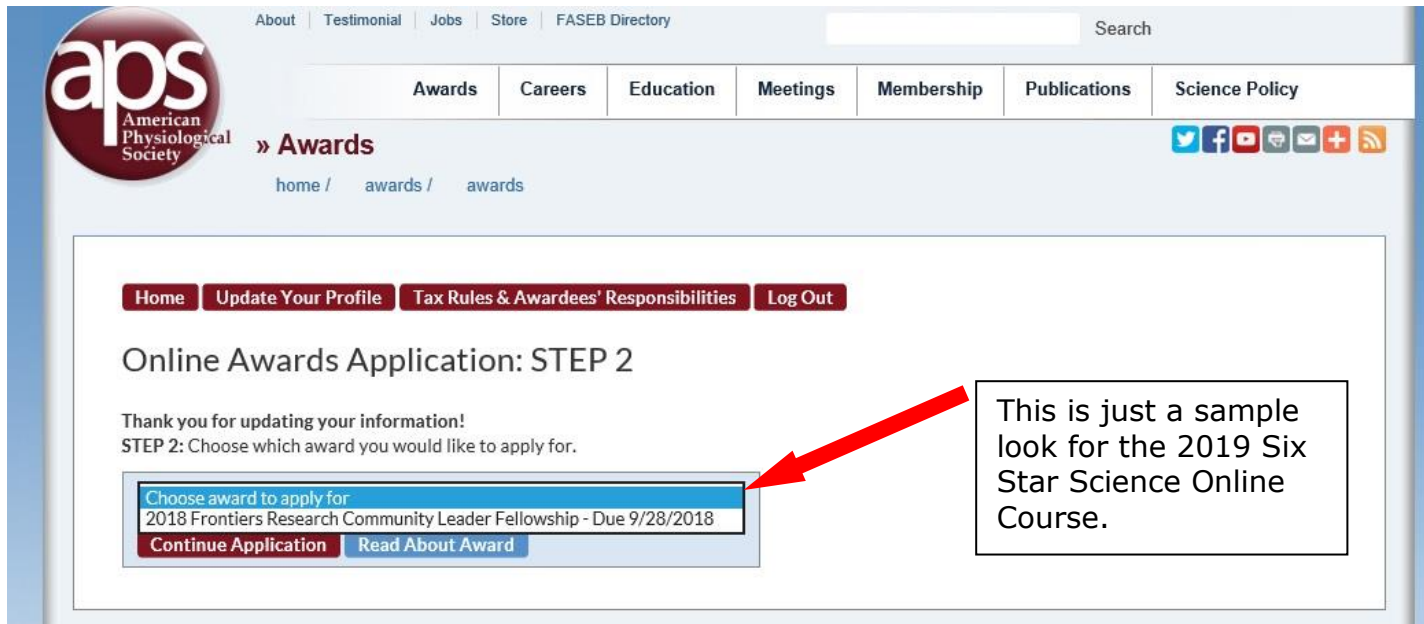 About Testimonial Jobs Store FASEB Directory
Search
aps
American
Physiological
Society
Awards Careers Education Meetings Membership Publications Science Policy
» Awards
home / awards / awards
Home Update Your Profile Tax Rules & Awardees' Responsibilities Log Out
Online Awards Application: STEP 2
Thank you for updating your information!
STEP 2: Choose which award you would like to apply for.
Choose award to apply for
2018 Frontiers Research Community Leader Fellowship - Due 9/28/2018
Continue Application Read About Award
This is just a sample
look for the 2019 Six
Star Science Online
Course.